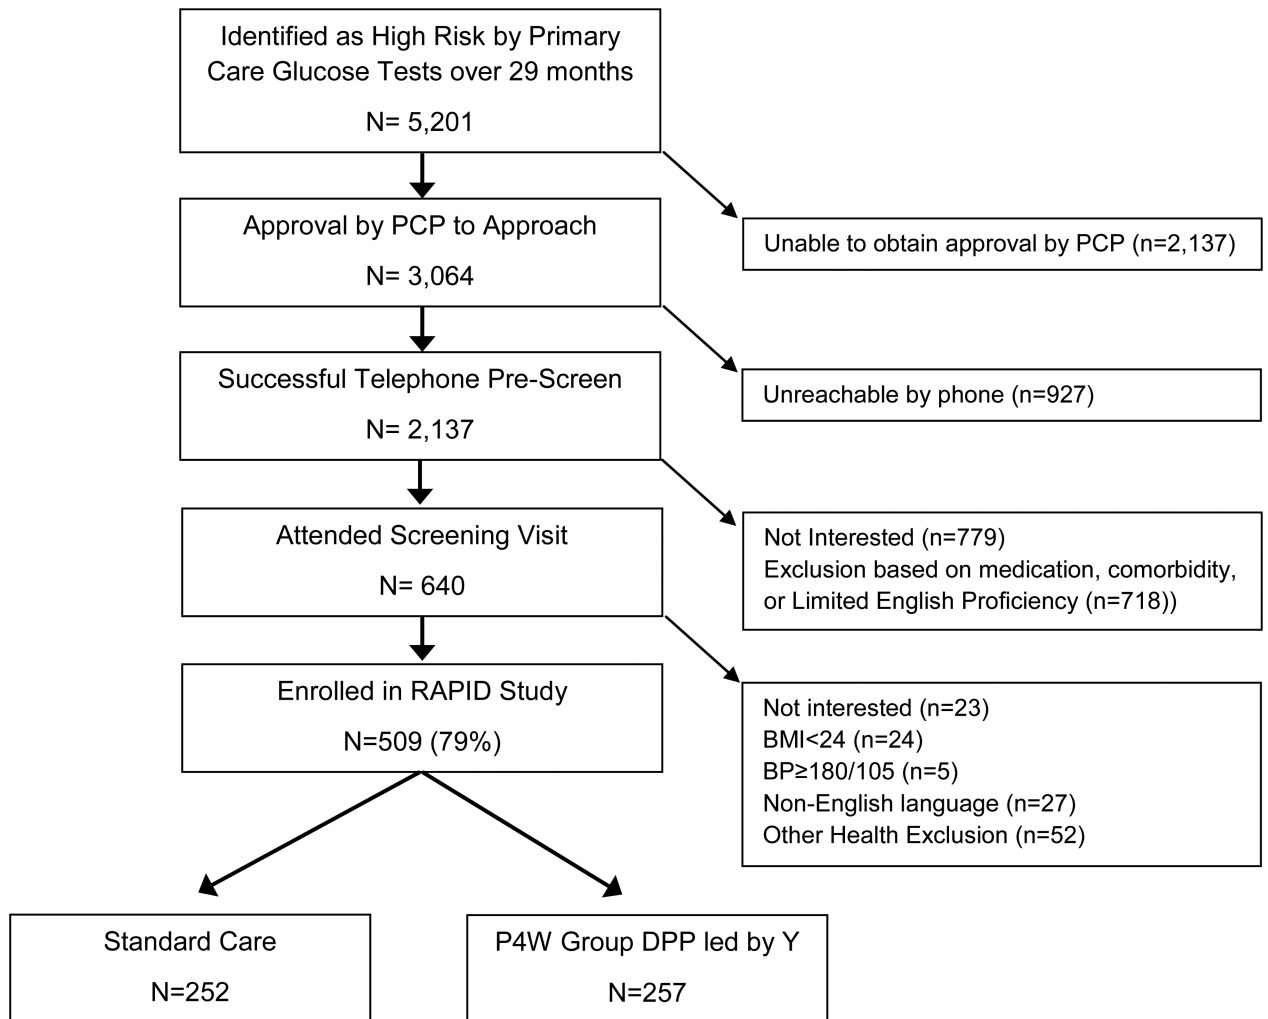 Identified as High Risk by Primary
Care Glucose Tests over 29 months
N= 5,201
Approval by PCP to Approach
N= 3,064
Unable to obtain approval by PCP (n=2,137)
Successful Telephone Pre-Screen
N= 2,137
Unreachable by phone (n=927)
Attended Screening Visit
N= 640
Not Interested (n=779)
Exclusion based on medication, comorbidity,
or Limited English Proficiency (n=718))
Enrolled in RAPID Study
N=509 (79%)
Not interested (n=23)
BMI<24 (n=24)
BP≥180/105 (n=5)
Non-English language (n=27)
Other Health Exclusion (n=52)
Standard Care
N=252
P4W Group DPP led by Y
N=257